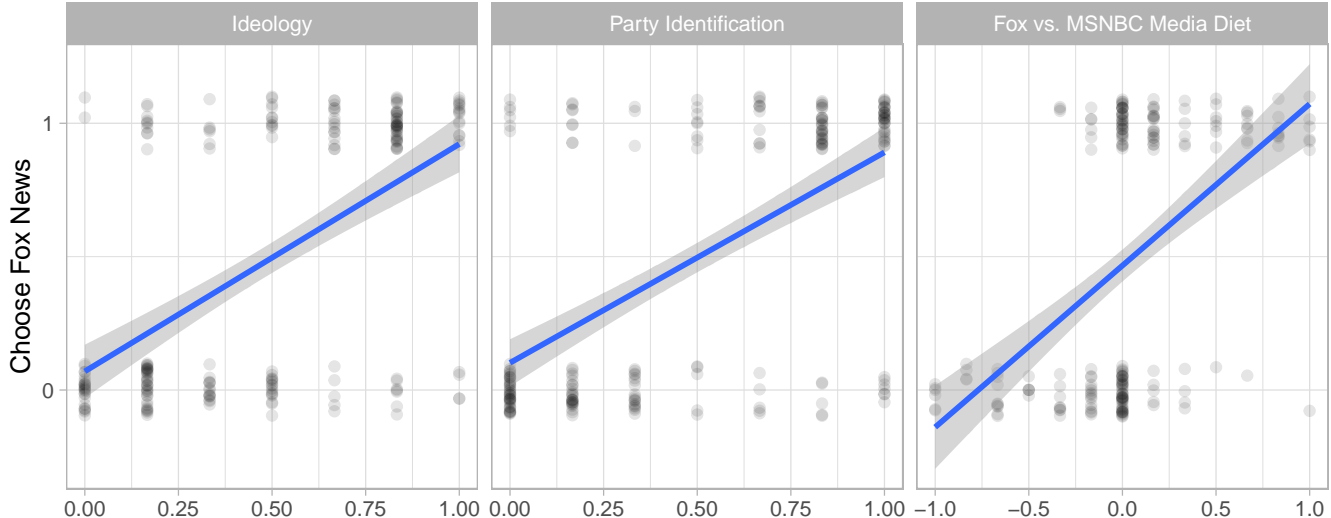 Ideology
Party Identification
Fox vs. MSNBC Media Diet
Choose Fox News
1
0
0.00 0.25 0.50 0.75 1.00
0.00 0.25 0.50 0.75 1.00
−1.0 −0.5 0.0 0.5 1.0